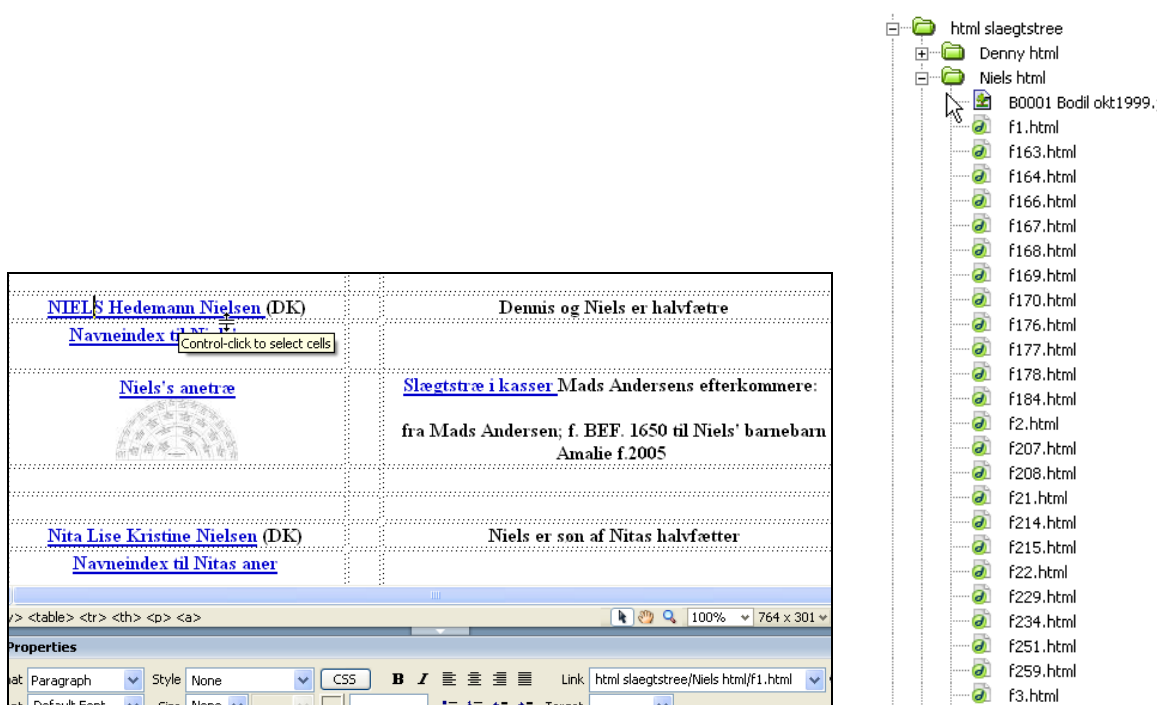 html slaegtstree
Denny html
Niels html
B0001 Bodil okt1999.
f1.html
f163.html
f164.html
f166.html
f167.html
f168.html
f169.html
f170.html
f176.html
f177.html
f178.html
f184.html
f2.html
f207.html
f208.html
f21.html
f214.html
f215.html
f22.html
f229.html
f234.html
f251.html
f259.html
f3.html
NIELS Hedemann Nielsen (DK)
Dennis og Niels er halvfætre
Navneindex
Control-click to select cells
Niels's anetræ
Slægtstræ i kasser Mads Andersens efterkommere:
fra Mads Andersen; f. BEF. 1650 til Niels' barnebarn
Amalie f.2005
Nita Lise Kristine Nielsen (DK)
Niels er søn af Nitas halvfætter
Navneindex til Nitas aner
<table> <tr> <th> <p> <a>
100%
764 x 301
Properties
Paragraph
Style
None
CSS
B I
Link
html slaegtstree/Niels html/f1.html
Default Font
Size
None
Target